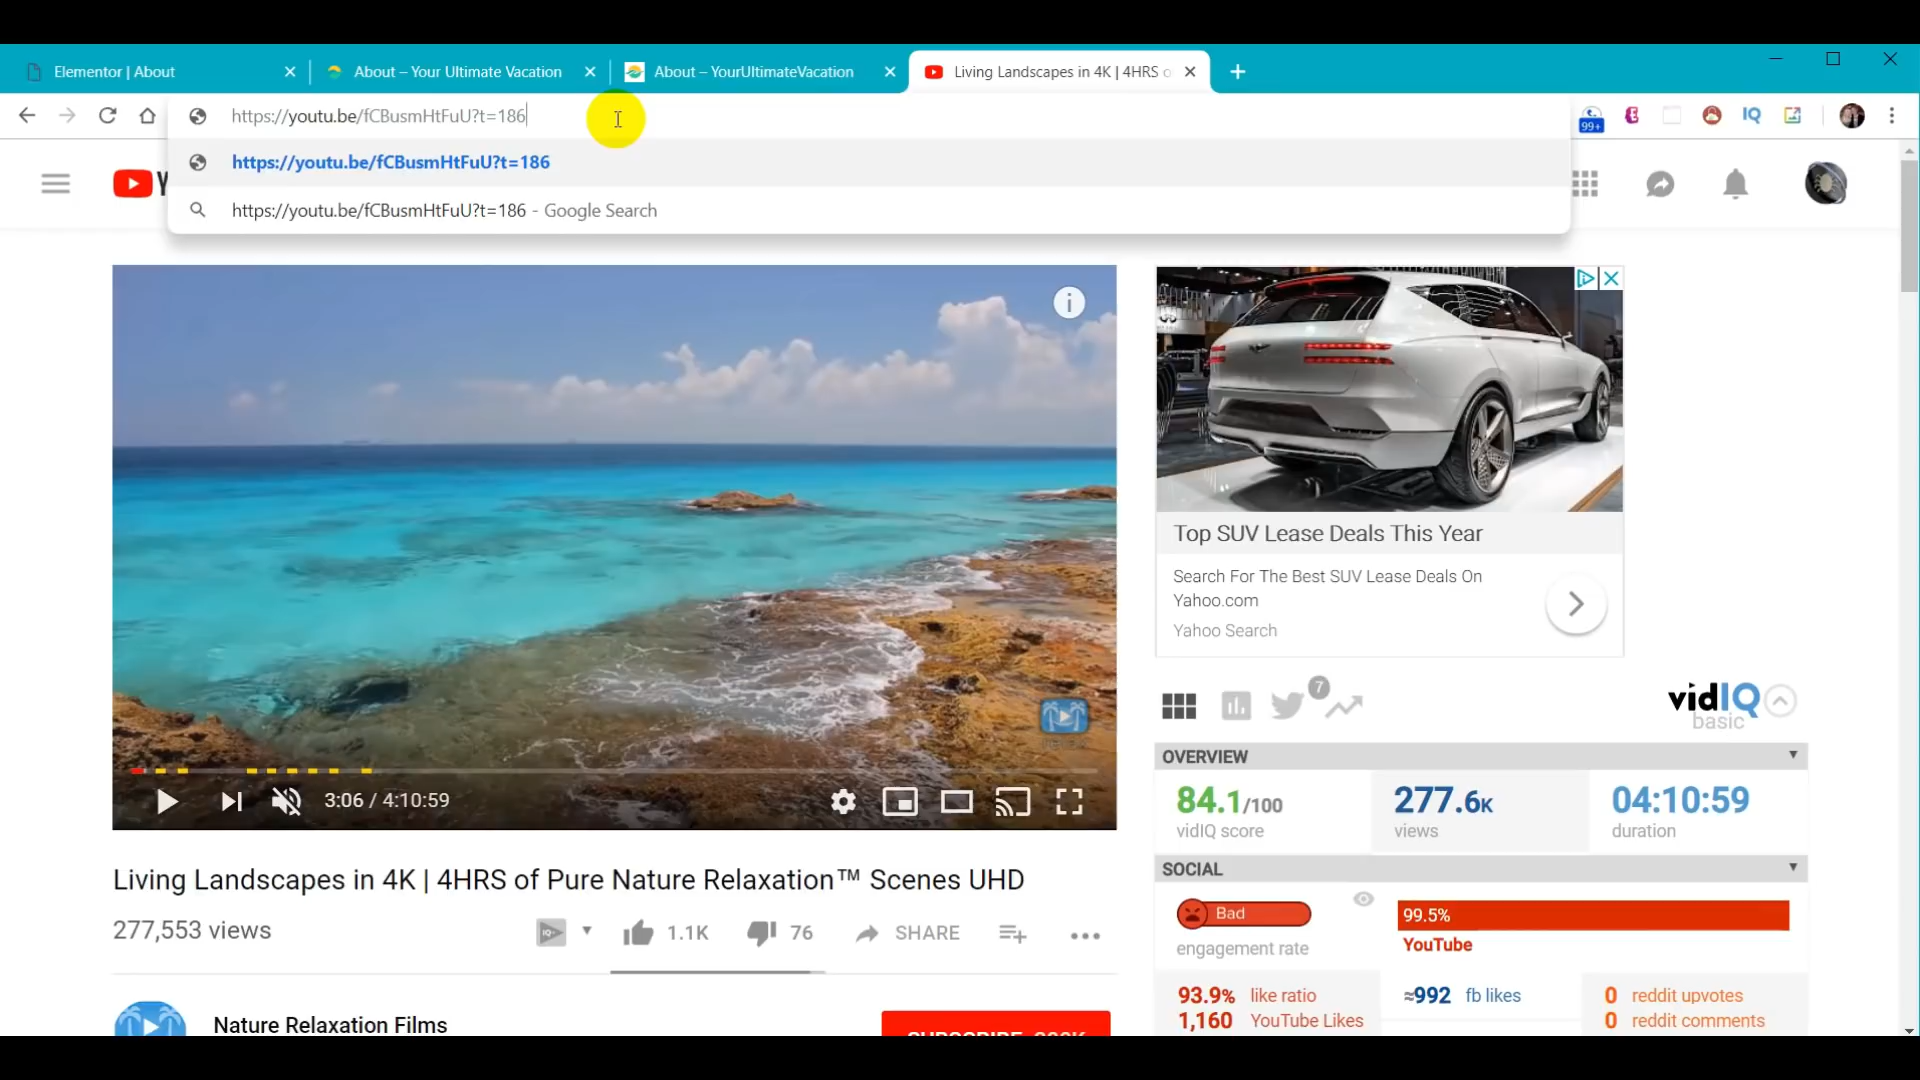 Elementor | About
About – Your Ultimate Vacation
About – YourUltimateVacation
Living Landscapes in 4K | 4HRS
https://youtu.be/fCBusmHtFuU?t=186
99+
IQ
https://youtu.be/fCBusmHtFuU?t=186
https://youtu.be/fCBusmHtFuU?t=186 - Google Search
3:06 / 4:10:59
Top SUV Lease Deals This Year
Search For The Best SUV Lease Deals On
Yahoo.com
Yahoo Search
7
vidIQ
basic
OVERVIEW
84.1/100
vidIQ score
277.6K
views
04:10:59
duration
SOCIAL
Bad
engagement rate
99.5%
YouTube
93.9% like ratio
1,160 YouTube Likes
≈992 fb likes
0 reddit upvotes
0 reddit comments
Living Landscapes in 4K | 4HRS of Pure Nature Relaxation™ Scenes UHD
277,553 views
1.1K
76
SHARE
Nature Relaxation Films